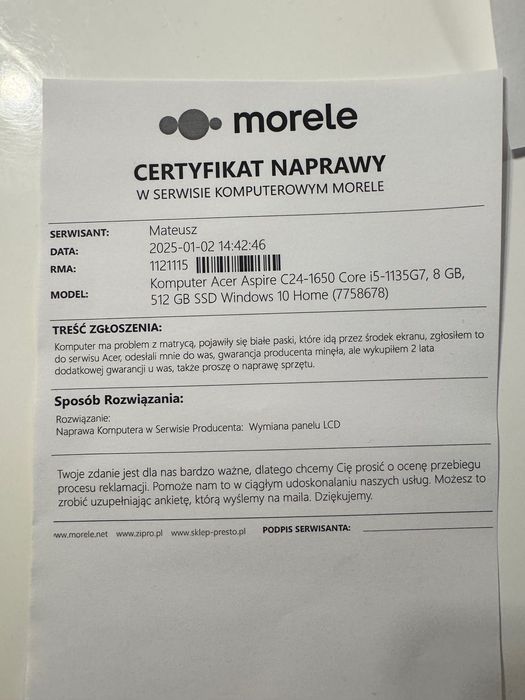 morele
CERTYFIKAT NAPRAWY
W SERWISIE KOMPUTEROWYM MORELE
SERWISANT: Mateusz
DATA: 2025-01-02 14:42:46
RMA: 1121115
MODEL: Komputer Acer Aspire C24-1650 Core i5-1135G7, 8 GB,
512 GB SSD Windows 10 Home (7758678)
TREŚĆ ZGŁOSZENIA:
Komputer ma problem z matrycą, pojawiły się białe paski, które idą przez środek ekranu, zgłosiłem to
do serwisu Acer, odesłali mnie do was, gwarancja producenta minęła, ale wykupiłem 2 lata
dodatkowej gwarancji u was, także proszę o naprawę sprzętu.
Sposób Rozwiązania:
Rozwiązanie:
Naprawa Komputera w Serwisie Producenta: Wymiana panelu LCD
Twoje zdanie jest dla nas bardzo ważne, dlatego chcemy Cię prosić o ocenę przebiegu
procesu reklamacji. Pomoże nam to w ciągłym udoskonalaniu naszych usług. Możesz to
zrobić uzupełniając ankietę, którą wyślemy na maila. Dziękujemy.
www.morele.net www.zipro.pl www.sklep-presto.pl PODPIS SERWISANTA: